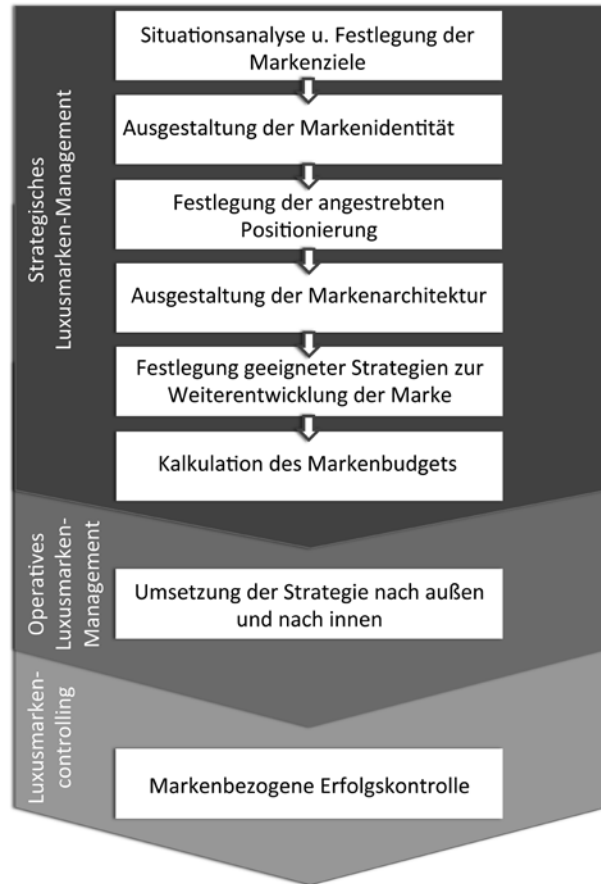 Strategisches
Luxusmarken-Management
Situationsanalyse u. Festlegung der
Markenziele
Ausgestaltung der Markenidentität
Festlegung der angestrebten
Positionierung
Ausgestaltung der Markenarchitektur
Festlegung geeigneter Strategien zur
Weiterentwicklung der Marke
Kalkulation des Markenbudgets
Operatives
Luxusmarken-
Management
Umsetzung der Strategie nach außen
und nach innen
Luxusmarken-
controlling
Markenbezogene Erfolgskontrolle